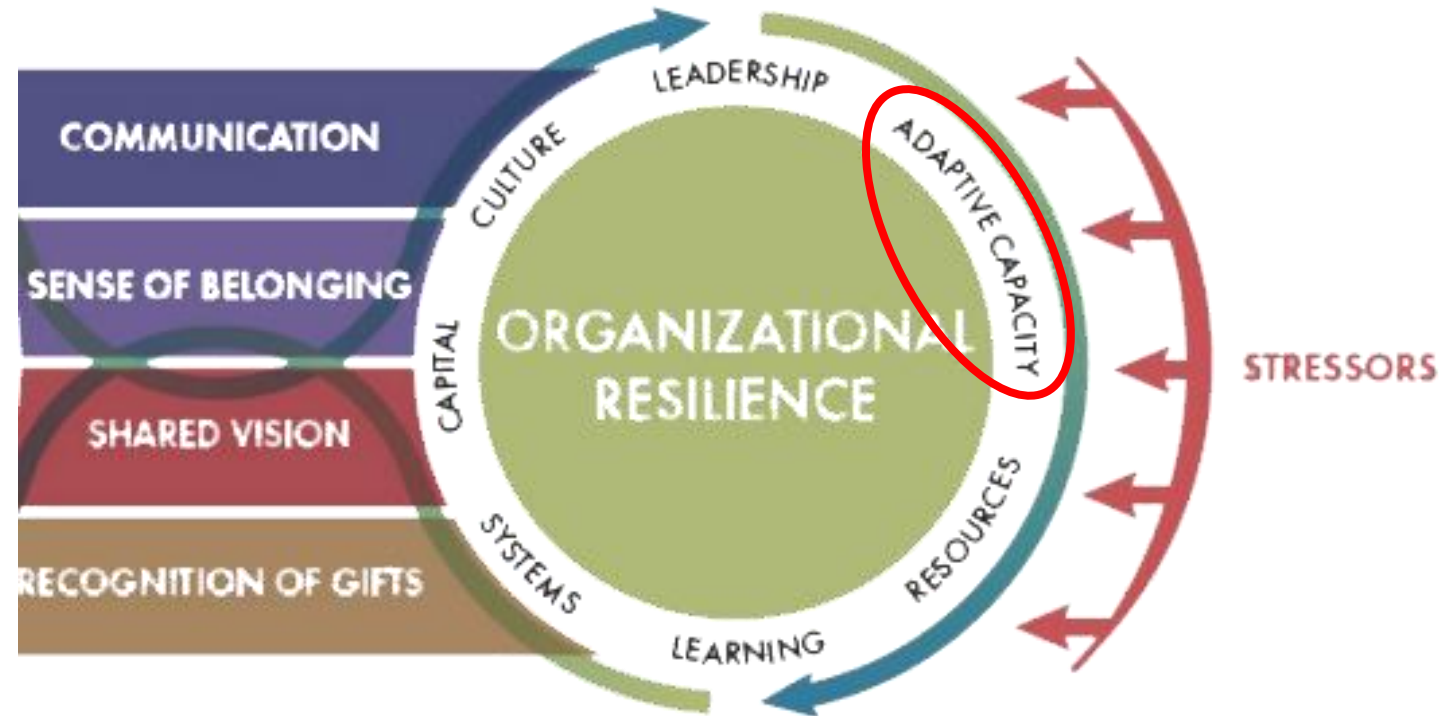 COMMUNICATION
SENSE OF BELONGING
SHARED VISION
RECOGNITION OF GIFTS
LEADERSHIP
ADAPTIVE CAPACITY
RESOURCES
LEARNING
SYSTEMS
CAPITAL
CULTURE
ORGANIZATIONAL
RESILIENCE
STRESSORS